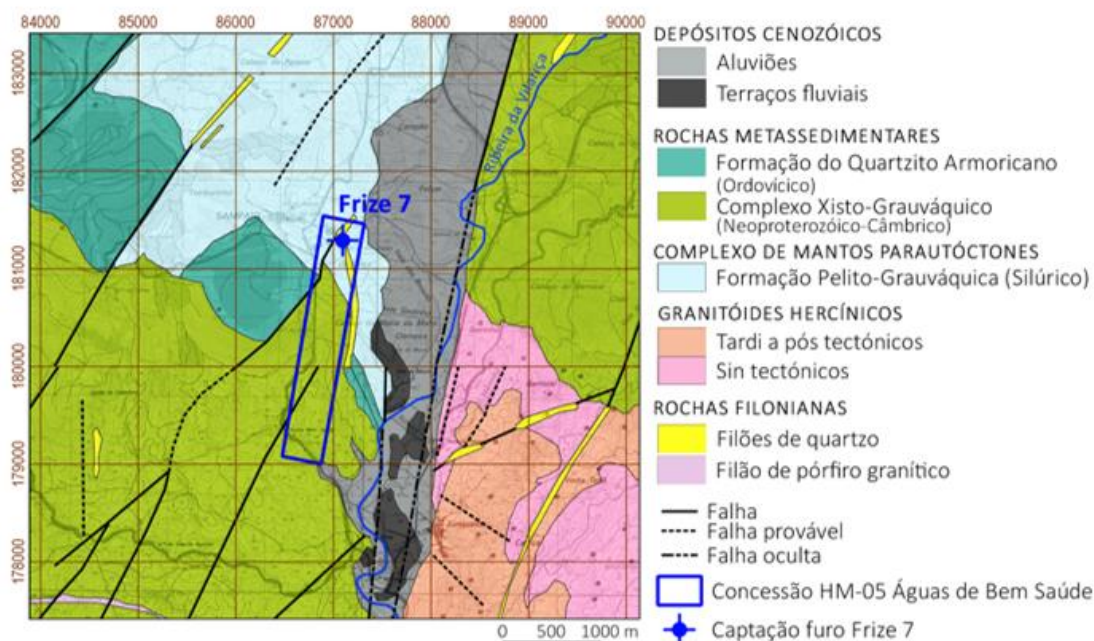 84000 85000 86000 87000 88000 89000 90000
183000
182000
181000
180000
179000
178000
Ribeira da Vilariça
Frize 7
0 500 1000 m
DEPÓSITOS CENOZÓICOS
Aluviões
Terraços fluviais
ROCHAS METASSEDIMENTARES
Formação do Quartzito Armoricano
(Ordovícico)
Complexo Xisto-Grauváquico
(Neoproterozóico-Câmbrico)
COMPLEXO DE MANTOS PARAUTÓCTONES
Formação Pelito-Grauváquica (Silúrico)
GRANITÓIDES HERCÍNICOS
Tardi a pós tectónicos
Sin tectónicos
ROCHAS FILONIANAS
Filões de quartzo
Filão de pórfiro granítico
Falha
Falha provável
Falha oculta
Concessão HM-05 Águas de Bem Saúde
Captação furo Frize 7